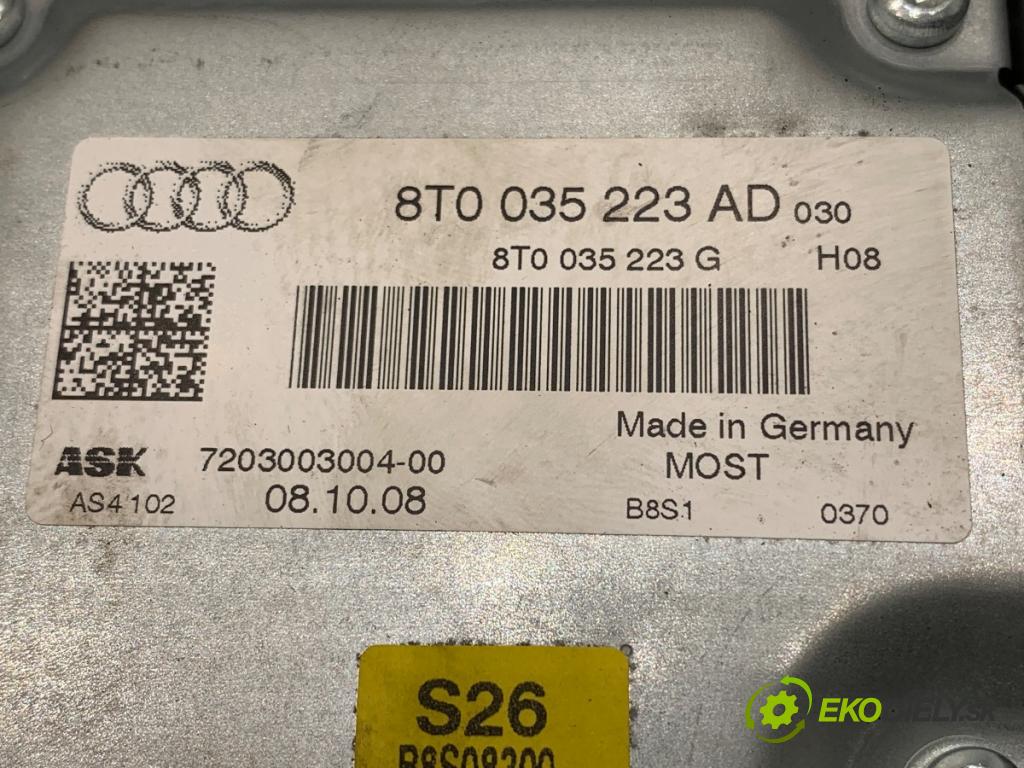 8T0 035 223 AD 030
8T0 035 223 G H08
Made in Germany
ASK 7203003004-00 MOST
AS4102 08.10.08 B8S1 0370
S26
B8S08300